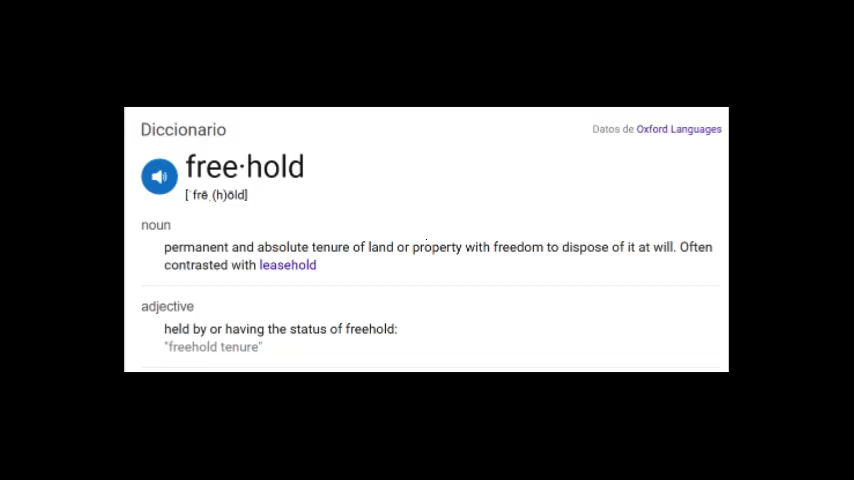 Diccionario
Datos de Oxford Languages
free·hold
[ˈfrēˌ(h)ōld]
noun
permanent and absolute tenure of land or property with freedom to dispose of it at will. Often
contrasted with leasehold
adjective
held by or having the status of freehold:
"freehold tenure"